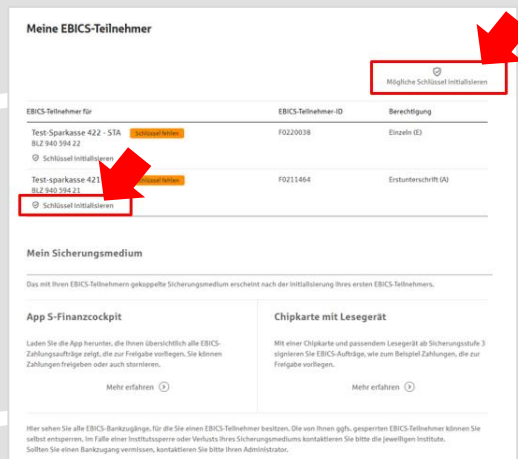 Meine EBICS-Teilnehmer
Mögliche Schlüssel initialisieren
EBICS-Teilnehmer für EBICS-Teilnehmer-ID Berechtigung
Test-Sparkasse 422 - STA Schlüssel fehlen F0220038 Einzeln (E)
BLZ 940 594 22
Schlüssel initialisieren
Test-sparkasse 421 fehlen F0211464 Erstunterschrift (A)
BLZ 940 594 21
Schlüssel initialisieren
Mein Sicherungsmedium
Das mit Ihren EBICS-Teilnehmern gekoppelte Sicherungsmedium erscheint nach der Initialisierung Ihres ersten EBICS-Teilnehmers.
App S-Finanzcockpit
Laden Sie die App herunter, die Ihnen übersichtlich alle EBICS-
Zahlungsaufträge zeigt, die zur Freigabe vorliegen. Sie können
Zahlungen freigeben oder auch stornieren.
Mehr erfahren
Chipkarte mit Lesegerät
Mit einer Chipkarte und passendem Lesegerät ab Sicherungsstufe 3
signieren Sie EBICS-Aufträge, wie zum Beispiel Zahlungen, die zur
Freigabe vorliegen.
Mehr erfahren
Hier sehen Sie alle EBICS-Bankzugänge, für die Sie einen EBICS-Teilnehmer besitzen. Die von Ihnen ggfs. gesperrten EBICS-Teilnehmer können Sie
selbst entsperren. Im Falle einer Institutssperre oder Verlusts Ihres Sicherungsmediums kontaktieren Sie bitte die jeweiligen Institute.
Sollten Sie einen Bankzugang vermissen, kontaktieren Sie bitte Ihren Administrator.